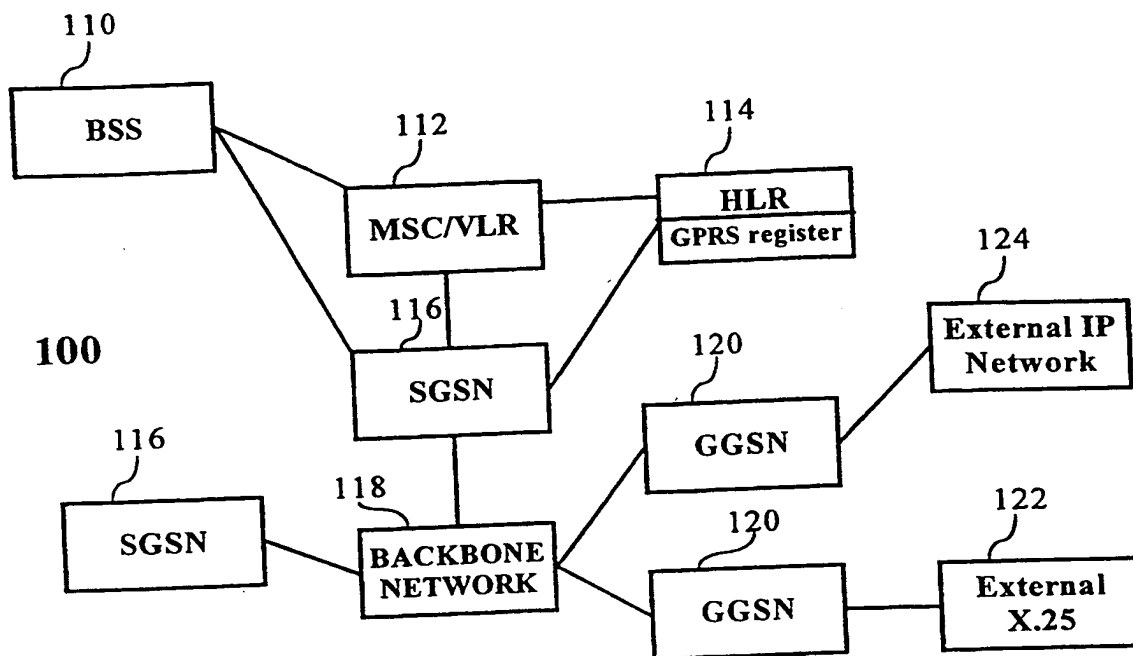 110
BSS
112
MSC/VLR
114
HLR
GPRS register
124
External IP
Network
100
116
SGSN
120
GGSN
116
SGSN
118
BACKBONE
NETWORK
120
GGSN
122
External
X.25